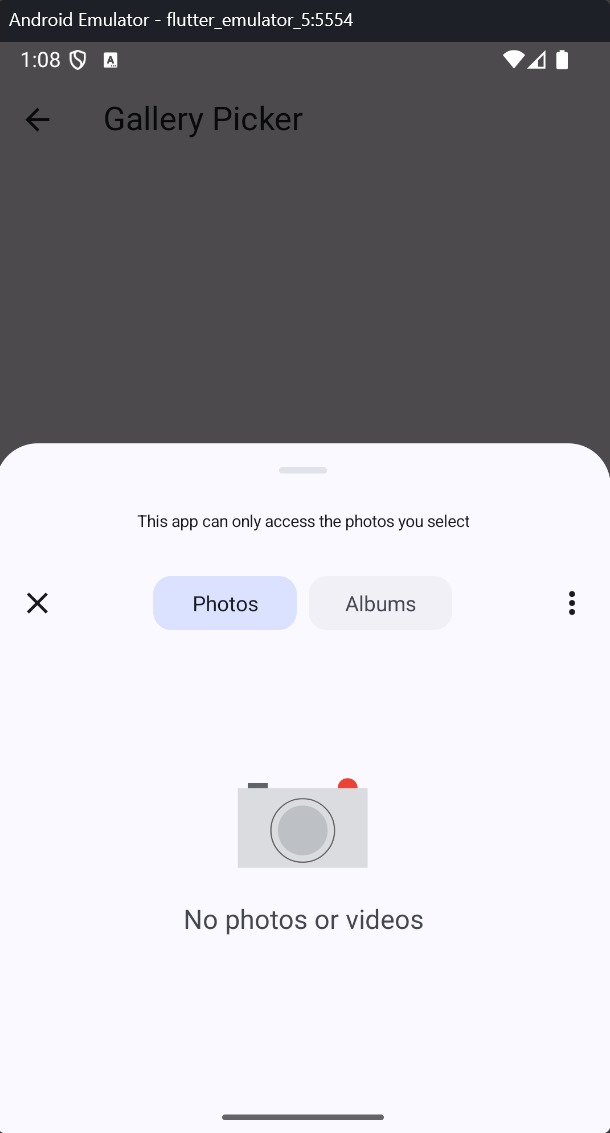 Android Emulator - flutter_emulator_5:5554
1:08
Gallery Picker
This app can only access the photos you select
Photos
Albums
No photos or videos